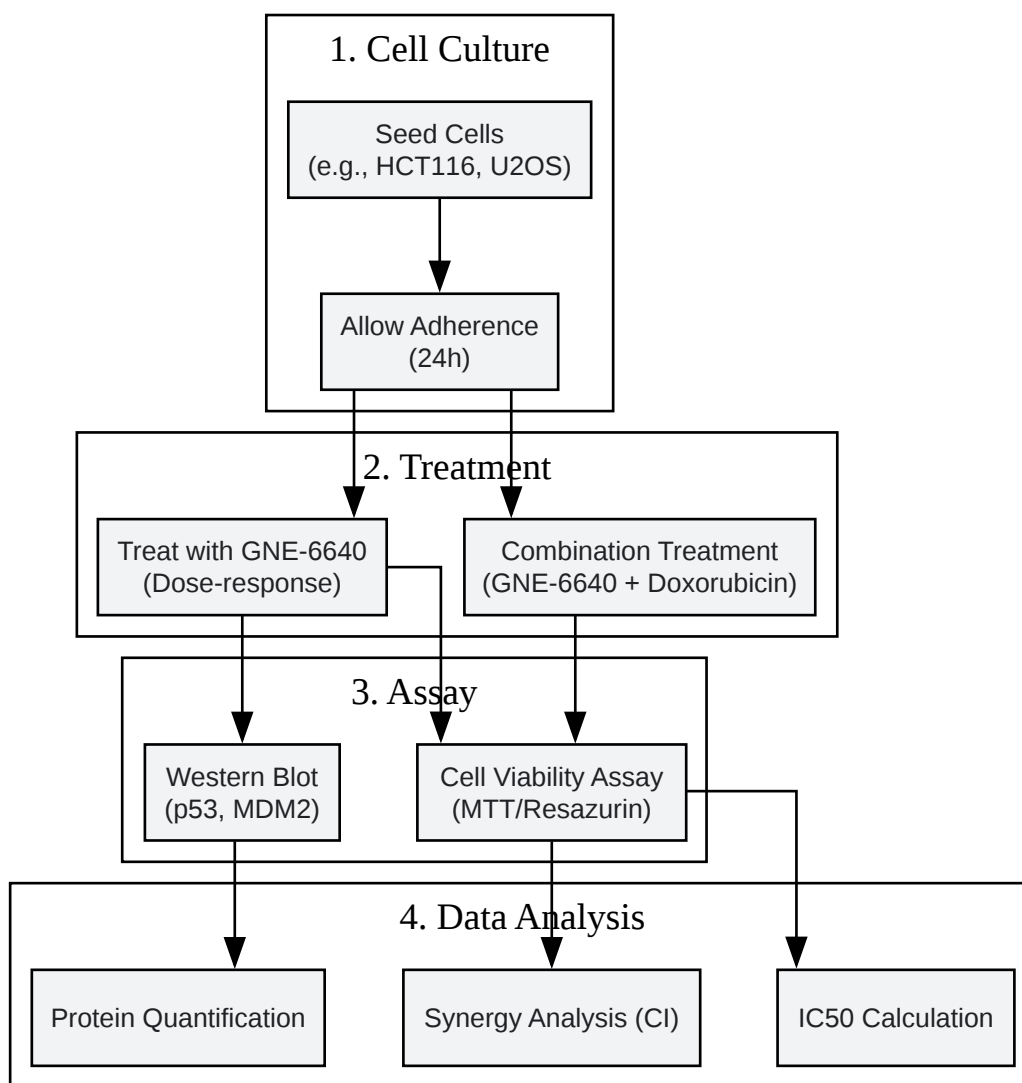 1. Cell Culture
Seed Cells
(e.g., HCT116, U2OS)
Allow Adherence
(24h)
2. Treatment
Treat with GNE-6640
(Dose-response)
Combination Treatment
(GNE-6640 + Doxorubicin)
3. Assay
Western Blot
(p53, MDM2)
Cell Viability Assay
(MTT/Resazurin)
4. Data Analysis
Protein Quantification
Synergy Analysis (CI)
IC50 Calculation